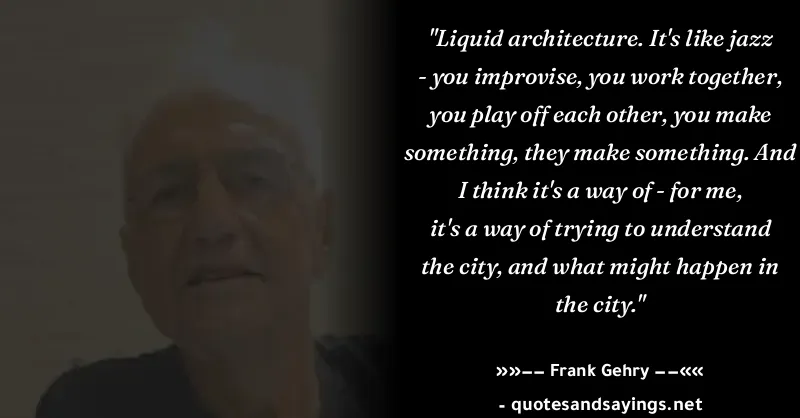 "Liquid architecture. It's like jazz
- you improvise, you work together,
you play off each other, you make
something, they make something. And
I think it's a way of - for me,
it's a way of trying to understand
the city, and what might happen in
the city."
»»−− Frank Gehry −−««
- quotesandsayings.net